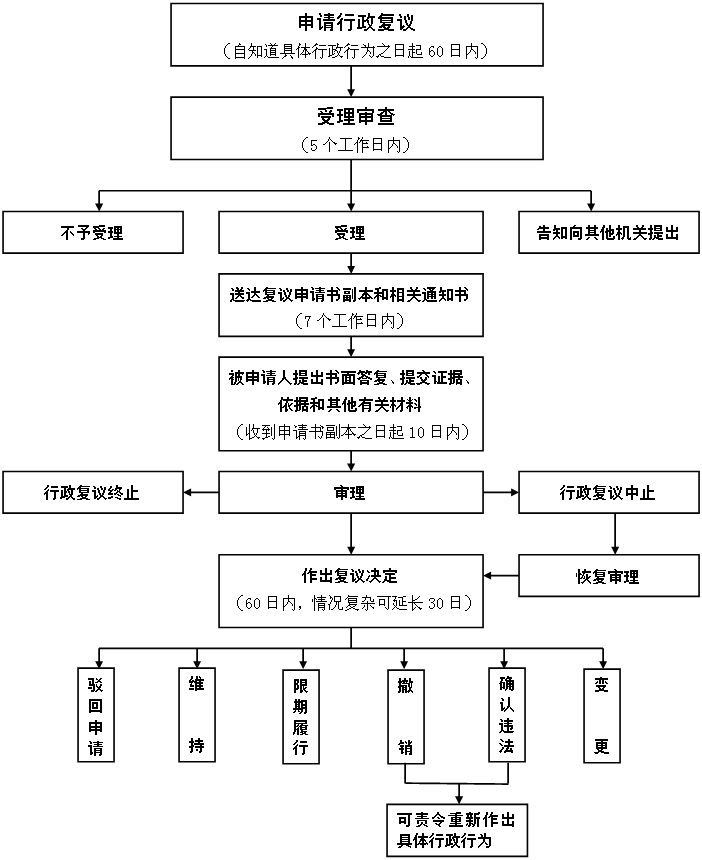 申请行政复议
（自知道具体行政行为之日起60日内）
受理审查
（5个工作日内）
不予受理
受理
告知向其他机关提出
送达复议申请书副本和相关通知书
（7个工作日内）
被申请人提出书面答复、提交证据、
依据和其他有关材料
（收到申请书副本之日起10日内）
行政复议终止
审理
行政复议中止
作出复议决定
（60日内，情况复杂可延长30日）
恢复审理
驳回申请
维持
限期履行
撤销
确认违法
变更
可责令重新作出
具体行政行为